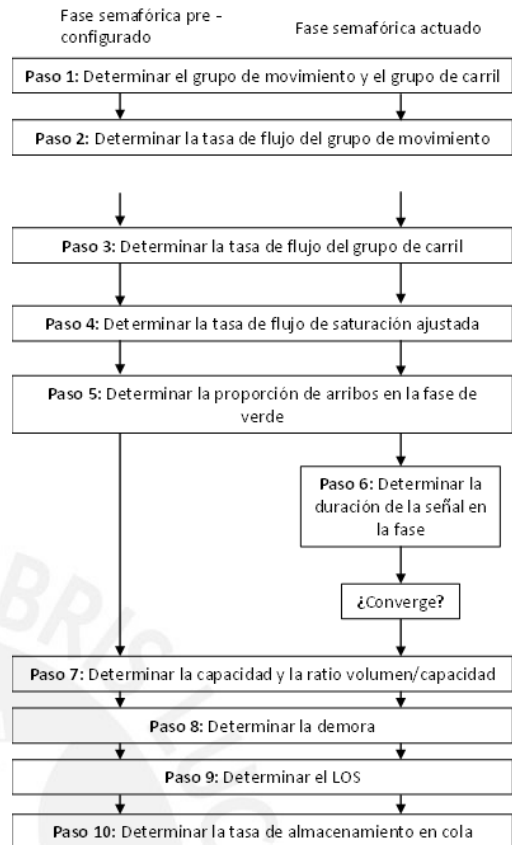 Fase semafórica pre -
configurado
Fase semafórica actuado
Paso 1: Determinar el grupo de movimiento y el grupo de carril
Paso 2: Determinar la tasa de flujo del grupo de movimiento
Paso 3: Determinar la tasa de flujo del grupo de carril
Paso 4: Determinar la tasa de flujo de saturación ajustada
Paso 5: Determinar la proporción de arribos en la fase de
verde
Paso 6: Determinar la
duración de la señal en
la fase
¿Converge?
Paso 7: Determinar la capacidad y la ratio volumen/capacidad
Paso 8: Determinar la demora
Paso 9: Determinar el LOS
Paso 10: Determinar la tasa de almacenamiento en cola